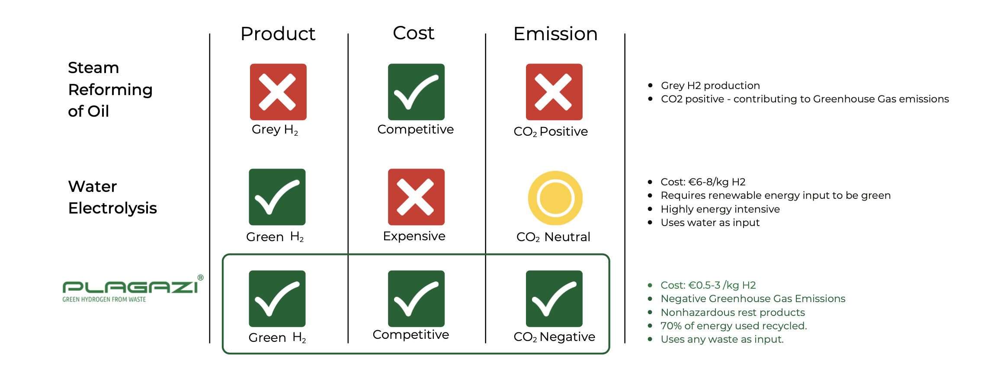 Product
Cost
Emission
Steam
Reforming
of Oil
Grey H₂
Competitive
CO₂ Positive
• Grey H2 production
• CO2 positive - contributing to Greenhouse Gas emissions
Water
Electrolysis
Green H₂
Expensive
CO₂ Neutral
• Cost: €6-8/kg H2
• Requires renewable energy input to be green
• Highly energy intensive
• Uses water as input
PLAGAZI®
GREEN HYDROGEN FROM WASTE
Green H₂
Competitive
CO₂ Negative
• Cost: €0.5-3 /kg H2
• Negative Greenhouse Gas Emissions
• Nonhazardous rest products
• 70% of energy used recycled.
• Uses any waste as input.